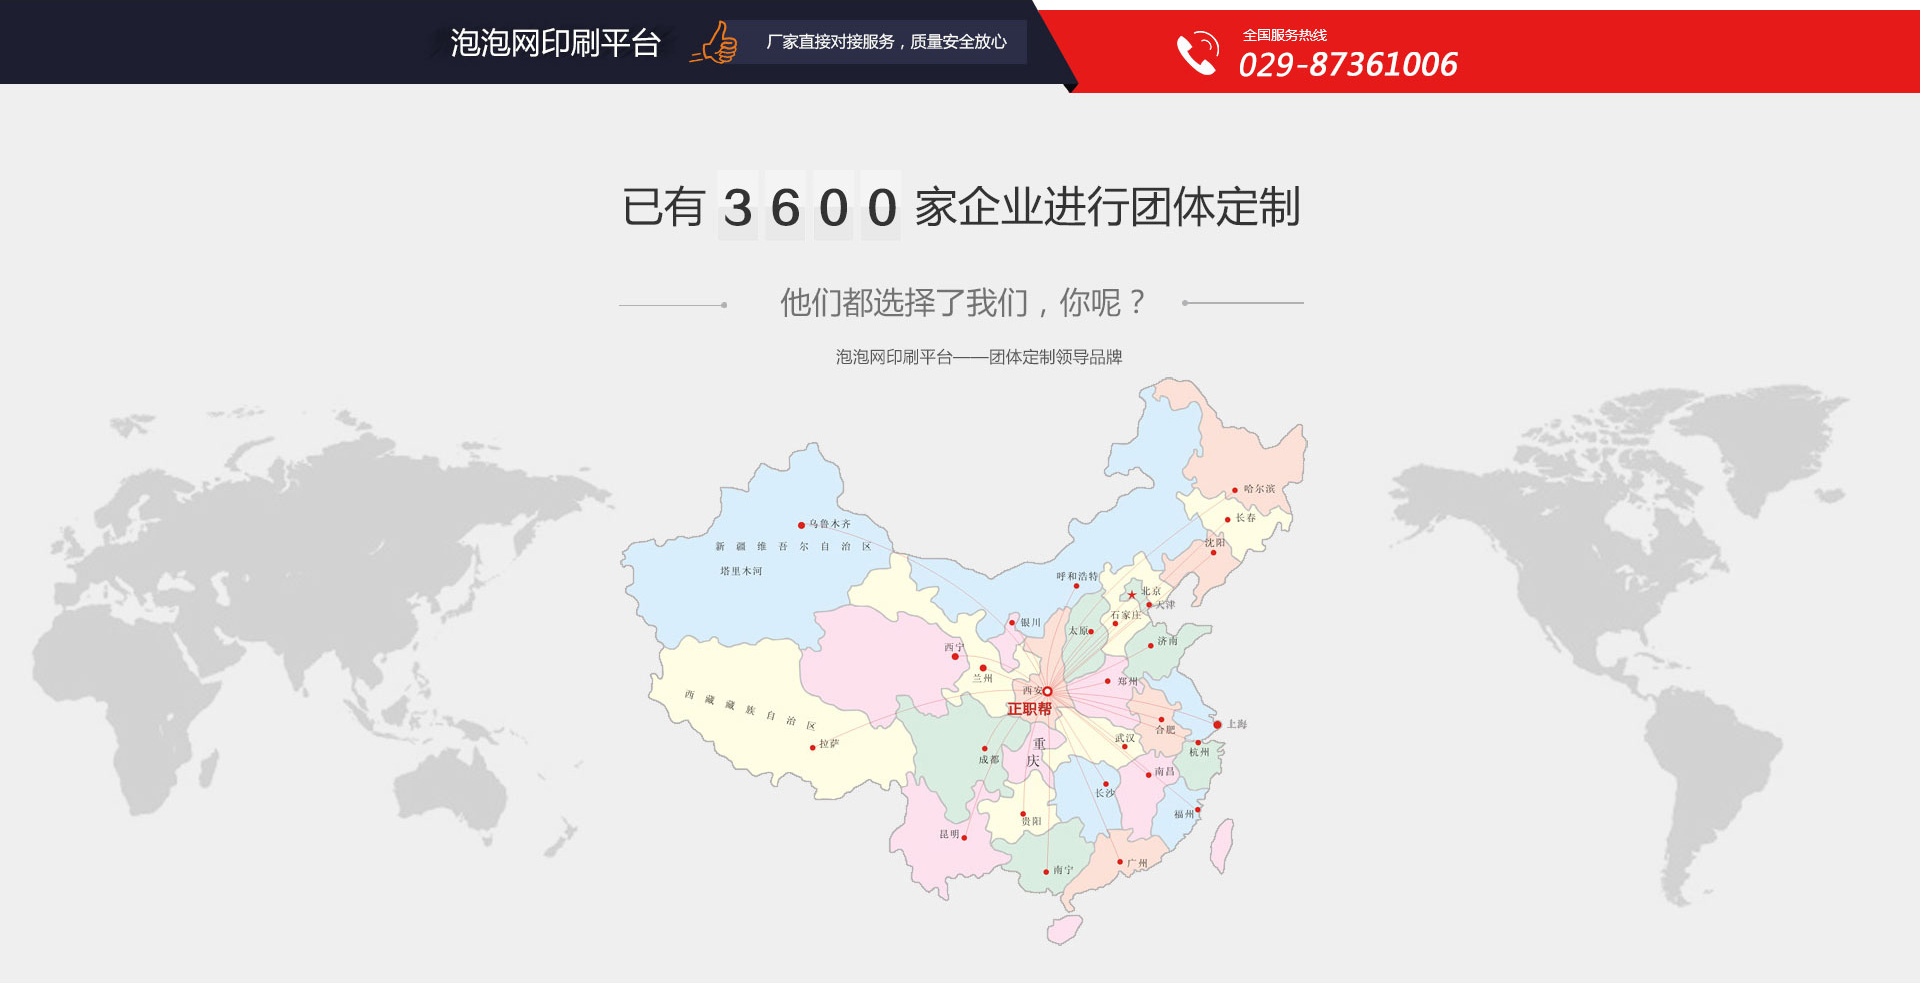 泡泡网印刷平台
厂家直接对接服务，质量安全放心
全国服务热线
029-87361006
已有 3600 家企业进行团体定制
他们都选择了我们，你呢？
泡泡网印刷平台——团体定制领导品牌
哈尔滨
长春
乌鲁木齐
沈阳
新疆维吾尔自治区
塔里木河
呼和浩特
北京
天津
石家庄
银川
太原
济南
西宁
兰州
郑州
西安
正职帮
西藏藏族自治区
上海
合肥
武汉
拉萨
重庆
杭州
成都
南昌
长沙
福州
贵阳
昆明
广州
南宁